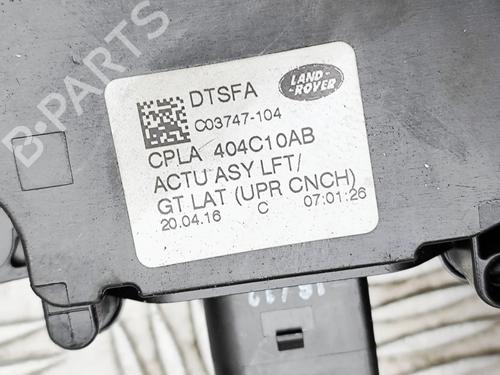 B-PARTS
DTSFA
LAND-
ROVER
C03747-104
CPLA 404C10AB
ACTU ASY LFT/
GT LAT (UPR CNCH)
20.04.16 C 07:01:26